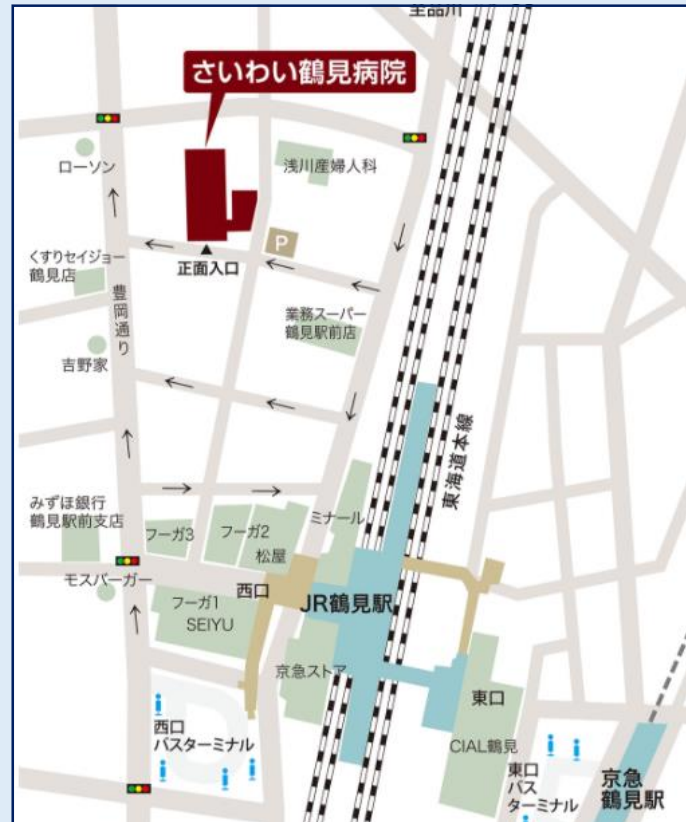 至品川
さいわい鶴見病院
ローソン
浅川産婦人科
P
くすりセイジョー
鶴見店
正面入口
豊岡通り
業務スーパー
鶴見駅前店
吉野家
東海道本線
みずほ銀行
鶴見駅前支店
フーガ3
フーガ2
ミナール
松屋
モスバーガー
西口
JR鶴見駅
フーガ1
SEIYU
京急ストア
東口
西口
バスターミナル
CIAL鶴見
東口
バス
ターミナル
京急
鶴見駅